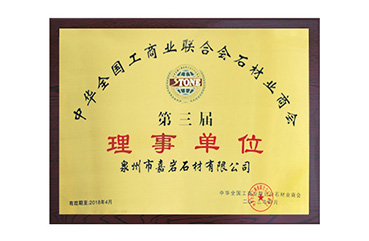 中华全国工商业联合会石材业商会
STONE
第三届
理事单位
泉州市嘉岩石材有限公司
有效期至:2018年4月
中华全国工商业联合会石材业商会